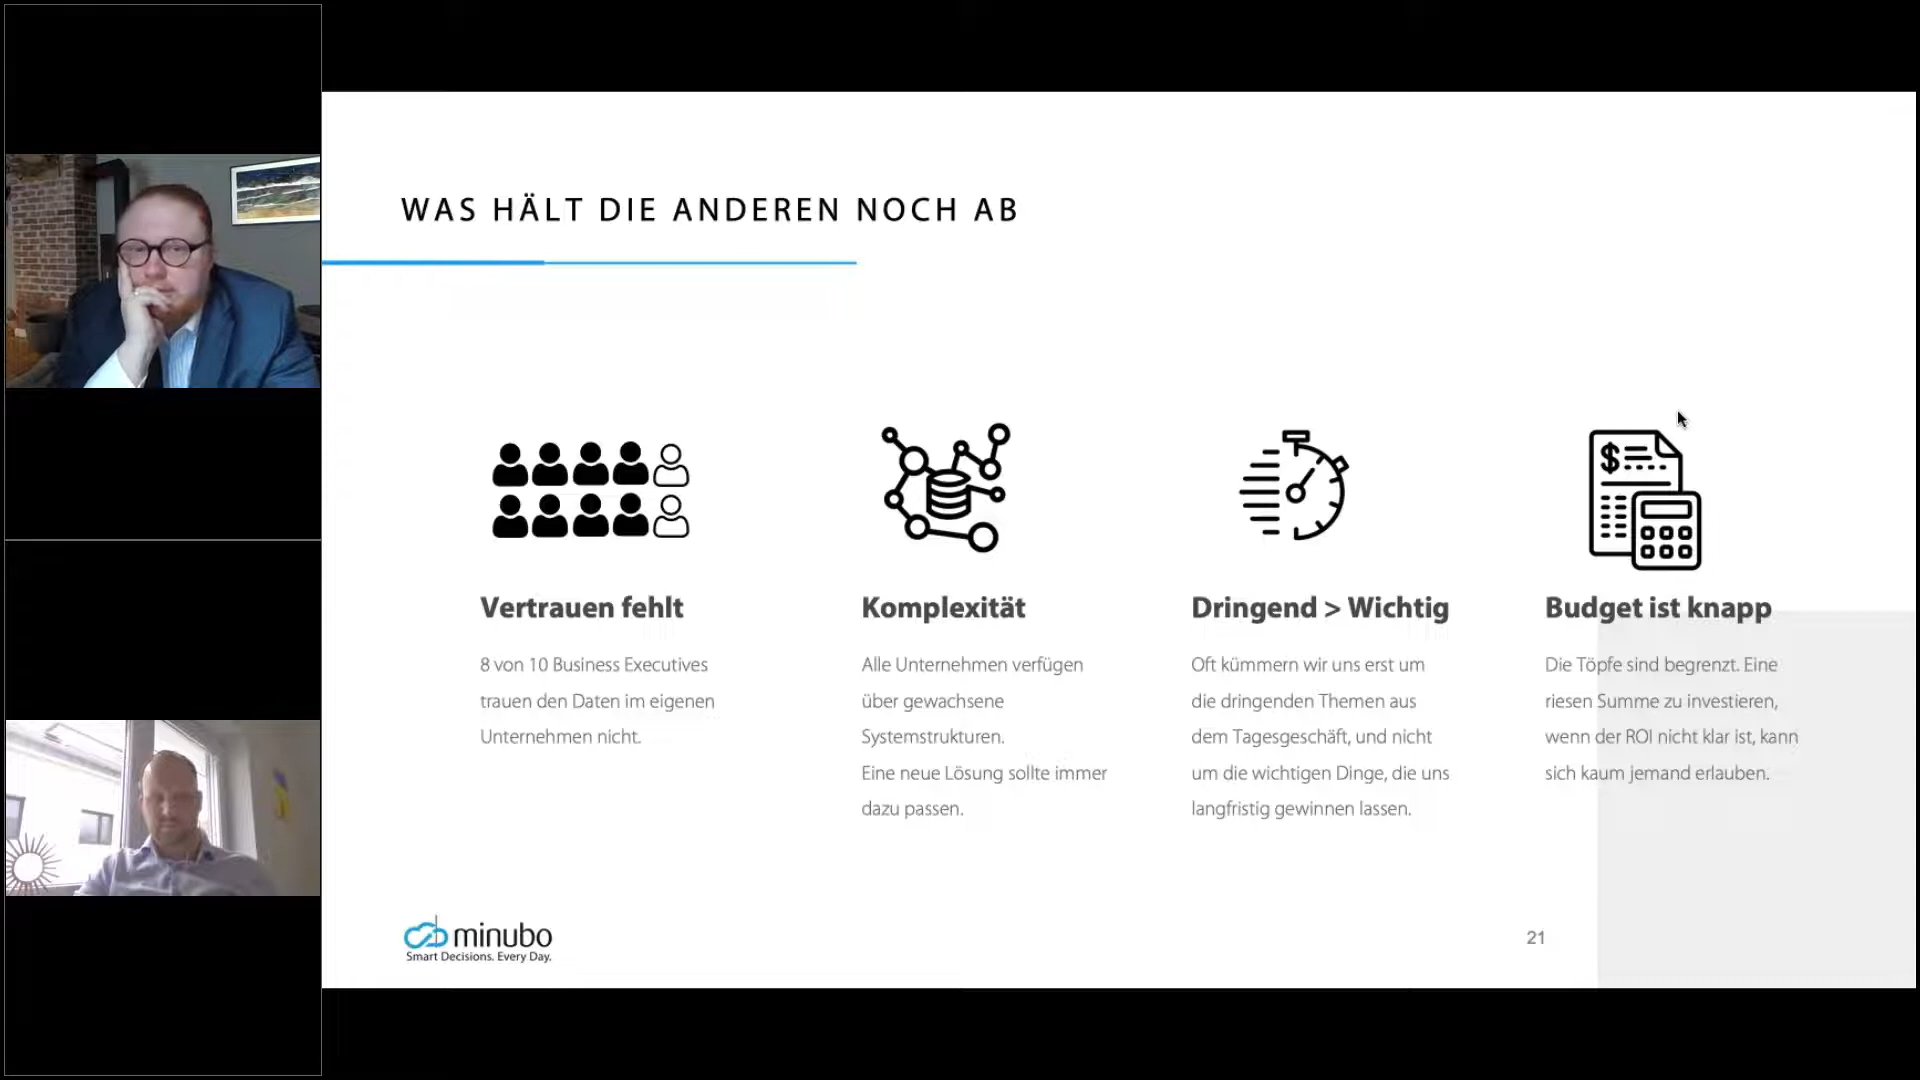 WAS HÄLT DIE ANDEREN NOCH AB
Vertrauen fehlt
8 von 10 Business Executives
trauen den Daten im eigenen
Unternehmen nicht.
Komplexität
Alle Unternehmen verfügen
über gewachsene
Systemstrukturen.
Eine neue Lösung sollte immer
dazu passen.
Dringend > Wichtig
Oft kümmern wir uns erst um
die dringenden Themen aus
dem Tagesgeschäft, und nicht
um die wichtigen Dinge, die uns
langfristig gewinnen lassen.
$
Budget ist knapp
Die Töpfe sind begrenzt. Eine
riesen Summe zu investieren,
wenn der ROI nicht klar ist, kann
sich kaum jemand erlauben.
minubo
Smart Decisions. Every Day.
21